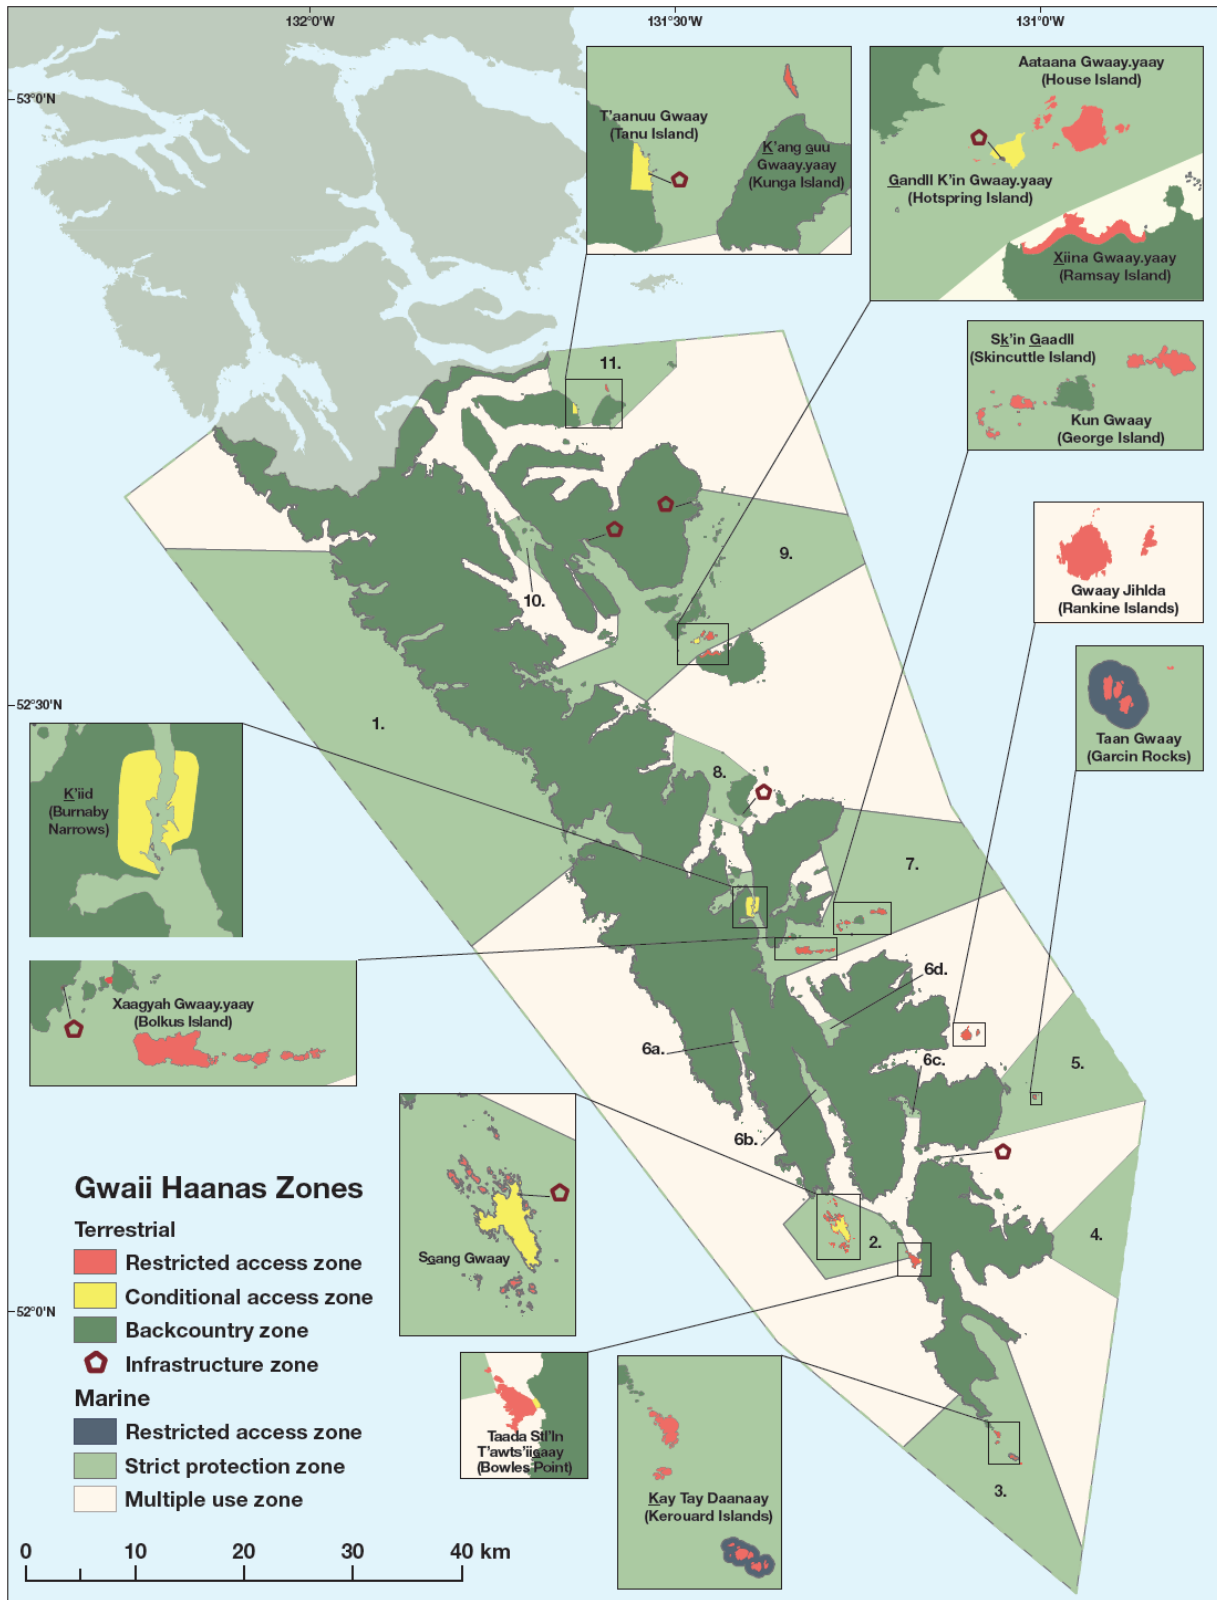 132°0'W
131°30'W
131°0'W
53°0'N
52°30'N
52°0'N
T'aanuu Gwaay
(Tanu Island)
K'ang guu
Gwaay.yaay
(Kunga Island)
Aataana Gwaay.yaay
(House Island)
Gandll K'in Gwaay.yaay
(Hotspring Island)
Xiina Gwaay.yaay
(Ramsay Island)
Sk'in Gaadll
(Skincuttle Island)
Kun Gwaay
(George Island)
Gwaay Jihlda
(Rankine Islands)
Taan Gwaay
(Garcin Rocks)
11.
9.
10.
1.
8.
7.
6d.
6a.
6c.
5.
6b.
4.
2.
3.
K'iid
(Burnaby
Narrows)
Xaagyah Gwaay.yaay
(Bolkus Island)
Sgang Gwaay
Taada Stl'ln
T'awts'iigaay
(Bowles Point)
Kay Tay Daanaay
(Kerouard Islands)
Gwaii Haanas Zones
Terrestrial
Restricted access zone
Conditional access zone
Backcountry zone
Infrastructure zone
Marine
Restricted access zone
Strict protection zone
Multiple use zone
0 10 20 30 40 km